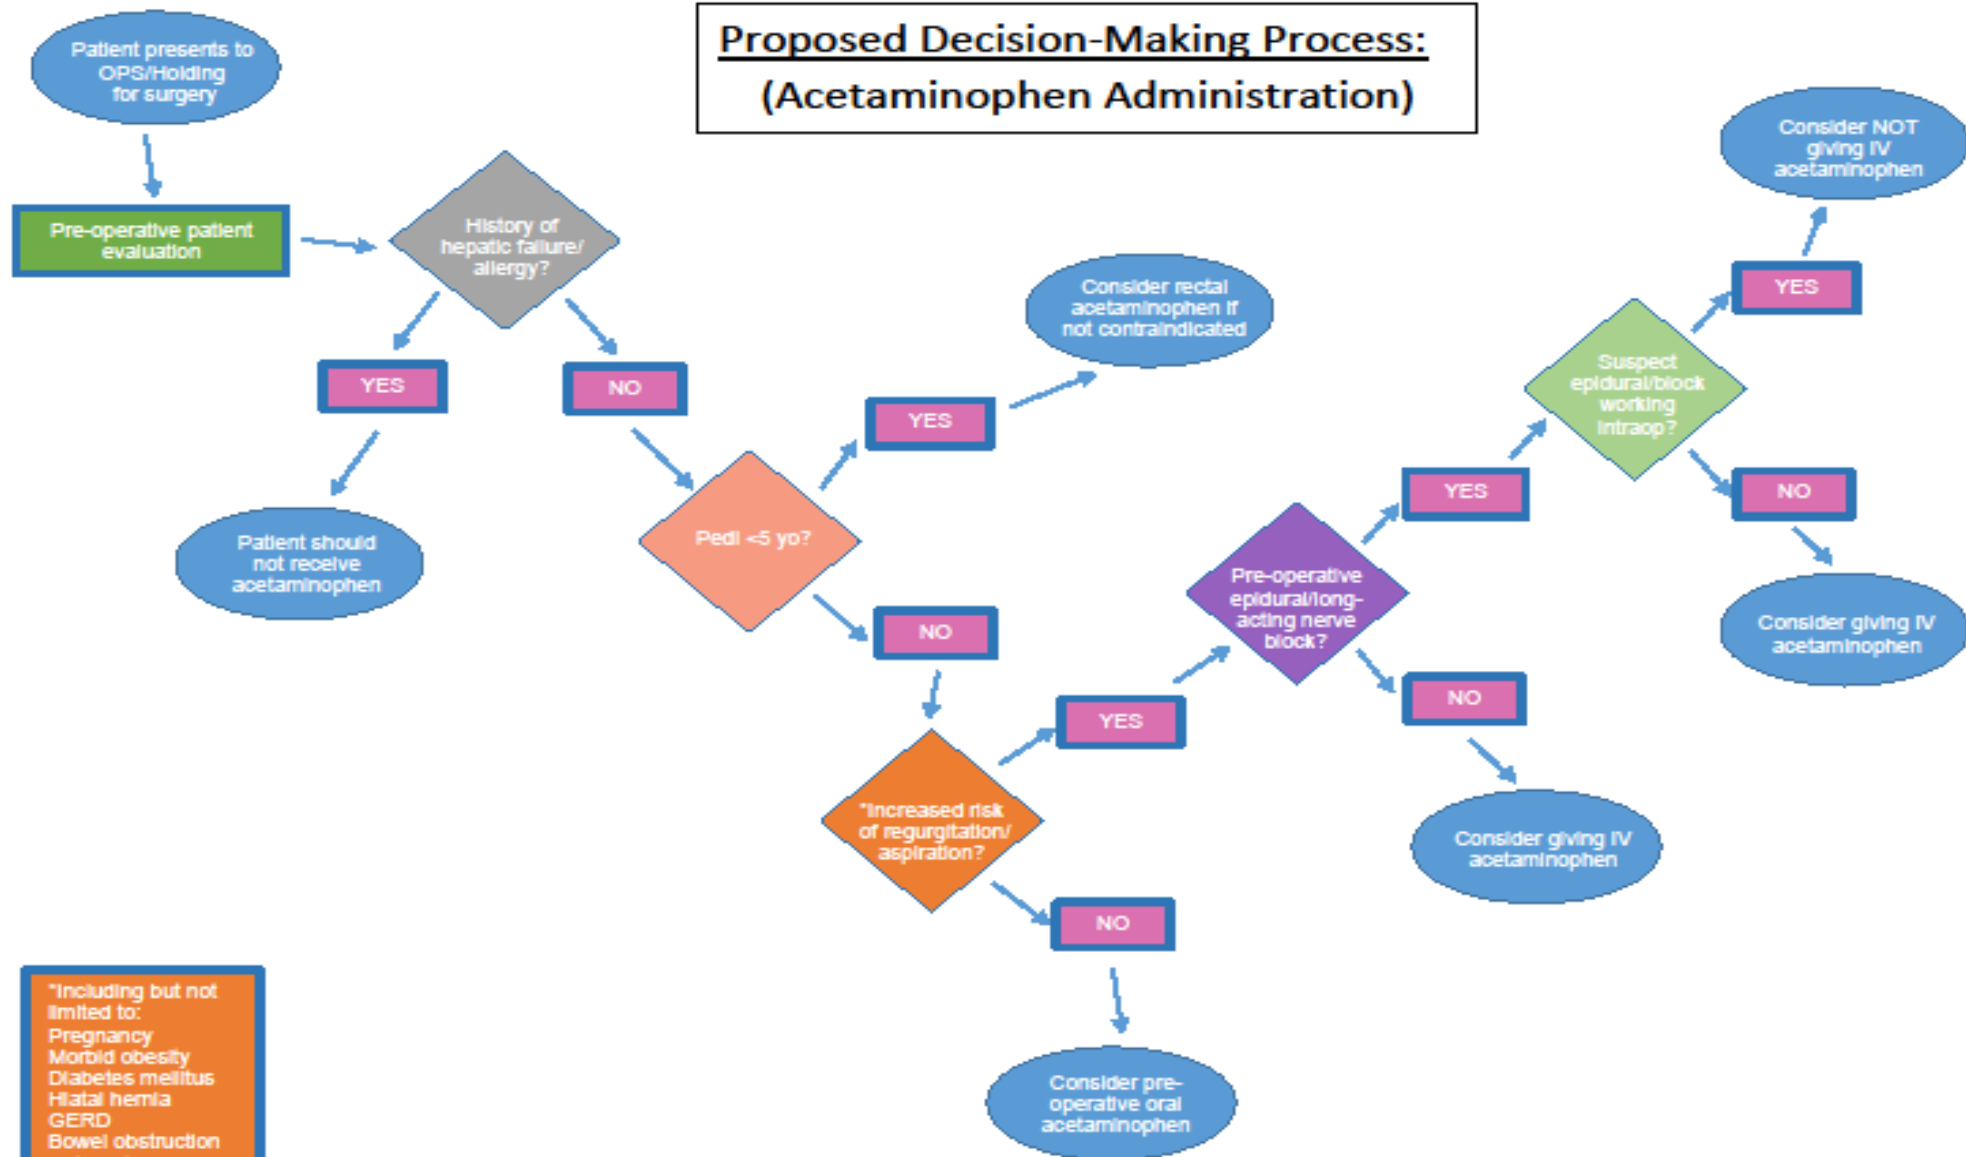 Proposed Decision-Making Process:
(Acetaminophen Administration)
Patient presents to
OPS/Holding
for surgery
Pre-operative patient
evaluation
History of
hepatic failure/
allergy?
YES
NO
Patient should
not receive
acetaminophen
Pedi <5 yo?
YES
Consider rectal
acetaminophen if
not contraindicated
NO
*Increased risk
of regurgitation/
aspiration?
YES
NO
Consider pre-
operative oral
acetaminophen
Pre-operative
epidural/long-
acting nerve
block?
YES
NO
Consider giving IV
acetaminophen
Suspect
epidural/block
working
intraop?
YES
Consider NOT
giving IV
acetaminophen
NO
Consider giving IV
acetaminophen
*Including but not
limited to:
Pregnancy
Morbid obesity
Diabetes mellitus
Hiatal hernia
GERD
Bowel obstruction